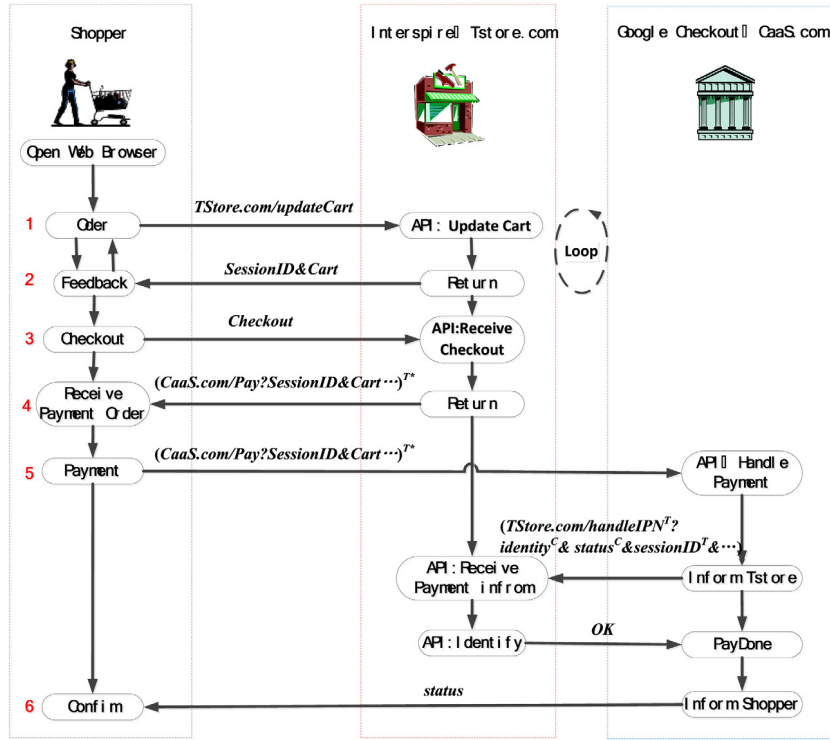 Shopper
Interspire▯ Tstore.com
Google Checkout▯ CaaS.com
Open Web Browser
TStore.com/updateCart
1
Oder
API: Update Cart
Loop
SessionID&Cart
2
Feedback
Return
Checkout
3
Checkout
API:Receive
Checkout
(CaaS.com/Pay?SessionID&Cart⋯)T*
4
Receive
Payment Order
Return
(CaaS.com/Pay?SessionID&Cart⋯)T*
5
Payment
API▯ Handle
Payment
(TStore.com/handleIPNT?
identityC& statusC&sessionIDT&⋯)
API: Receive
Payment infrom
Inform Tstore
API: Identify
OK
PayDone
status
6
Confim
Inform Shopper